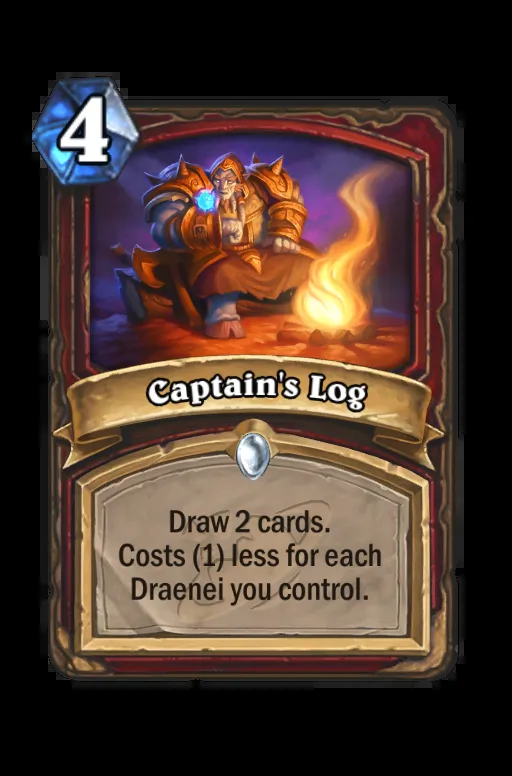 4
Captain's Log
Draw 2 cards.
Costs (1) less for each
Draenei you control.